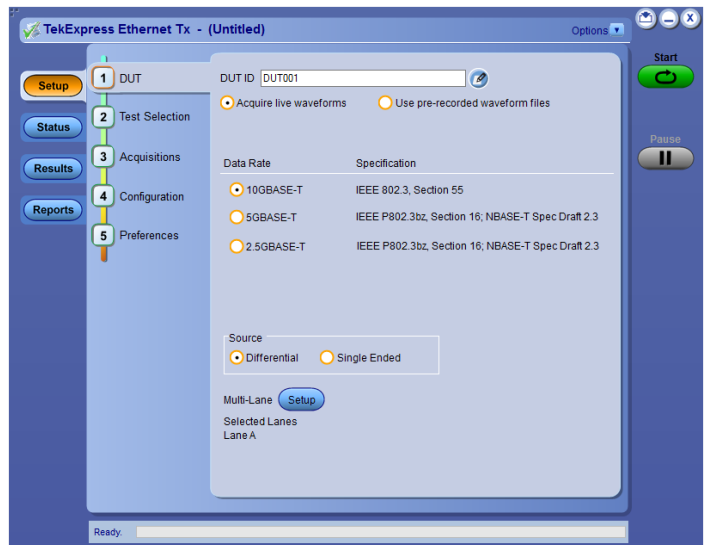 TekExpress Ethernet Tx - (Untitled)
Options
Start
Pause
Setup
Status
Results
Reports
1 DUT
2 Test Selection
3 Acquisitions
4 Configuration
5 Preferences
DUT ID DUT001
Acquire live waveforms Use pre-recorded waveform files
Data Rate Specification
10GBASE-T IEEE 802.3, Section 55
5GBASE-T IEEE P802.3bz, Section 16; NBASE-T Spec Draft 2.3
2.5GBASE-T IEEE P802.3bz, Section 16; NBASE-T Spec Draft 2.3
Source
Differential Single Ended
Multi-Lane Setup
Selected Lanes
Lane A
Ready.